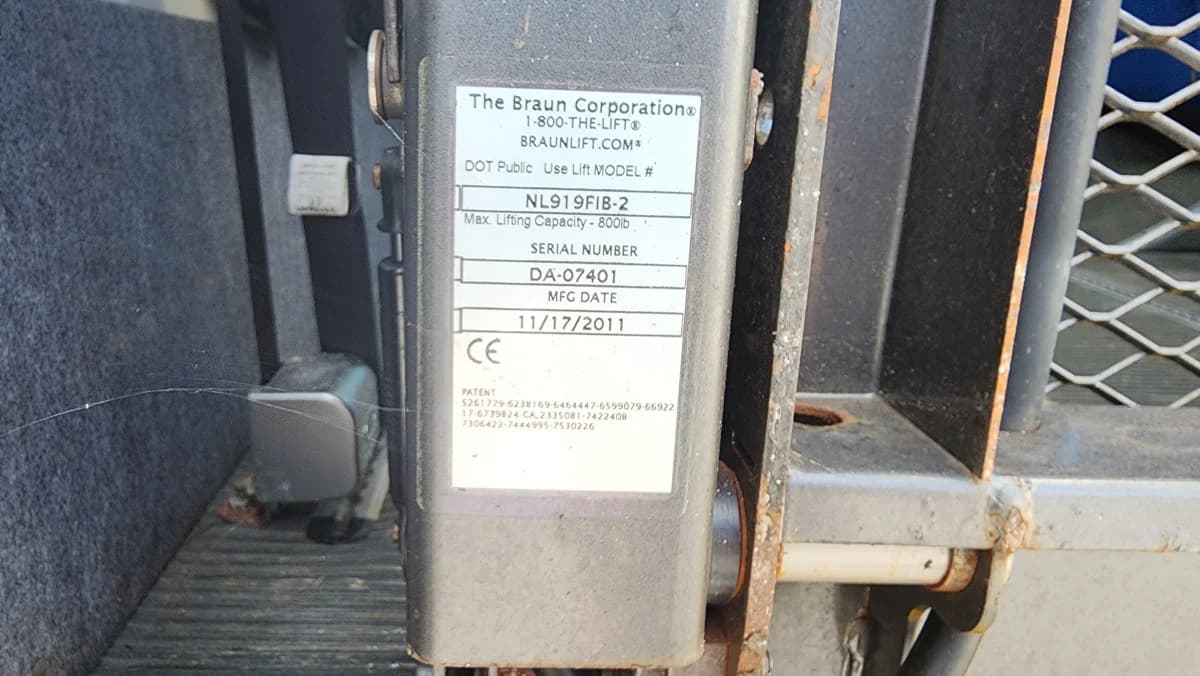 The Braun Corporation®
1-800-THE-LIFT®
BRAUNLIFT.COM®
DOT Public Use Lift MODEL #
NL919FIB-2
Max. Lifting Capacity - 800lb
SERIAL NUMBER
DA-07401
MFG DATE
11/17/2011
CE
PATENT
5261779-6238169-6464447-6599079-66922
17-6739824-CA_2335081-7422408
7306422-7444995-7530226